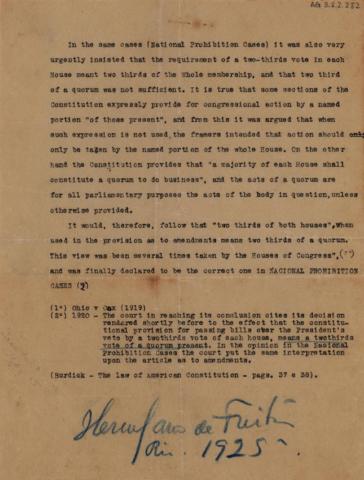 In the same cases (National Prohibition Cases) it was also very
urgently insisted that the requirement of a two-thirds vote in each
House meant two thirds of the Whole membership, and that two third
of a quorum was not sufficient. It is true that some sections of the
Constitution expressly provide for congressional action by a named
portion "of those present", and from this it was argued that when
such expression is not used, the framers intended that action should
only be taken by the named portion of the whole House. On the other
hand the Constitution provides that "a majority of each House shall
constitute a quorum to do business", and the acts of a quorum are
for all parliamentary purposes the acts of the body in question, unless
otherwise provided.
It would, therefore, follow that "two thirds of both houses", when
used in the provision as to amendments means two thirds of a quorum.
This view was been several times taken by the Houses of Congress", (1º)
and was finally declared to be the correct one in NACIONAL PROHIBITION
CASES (2)
(1º) Ohio v Cox (1919)
(2º) 1920 - The court in reaching its conclusion cites its decision
rendered shortly before to the effect that the constitu-
tional provision for passing bills over the President's
veto by a twothirds vote of each house, means a twothirds
vote of a quorum present. In the opinion in the National
Prohibition Cases the court put the same interpretation
upon the article as to amendments.
(Burdick - The law of American Constitution - pags. 37 e 38).
de
Rio. 1925